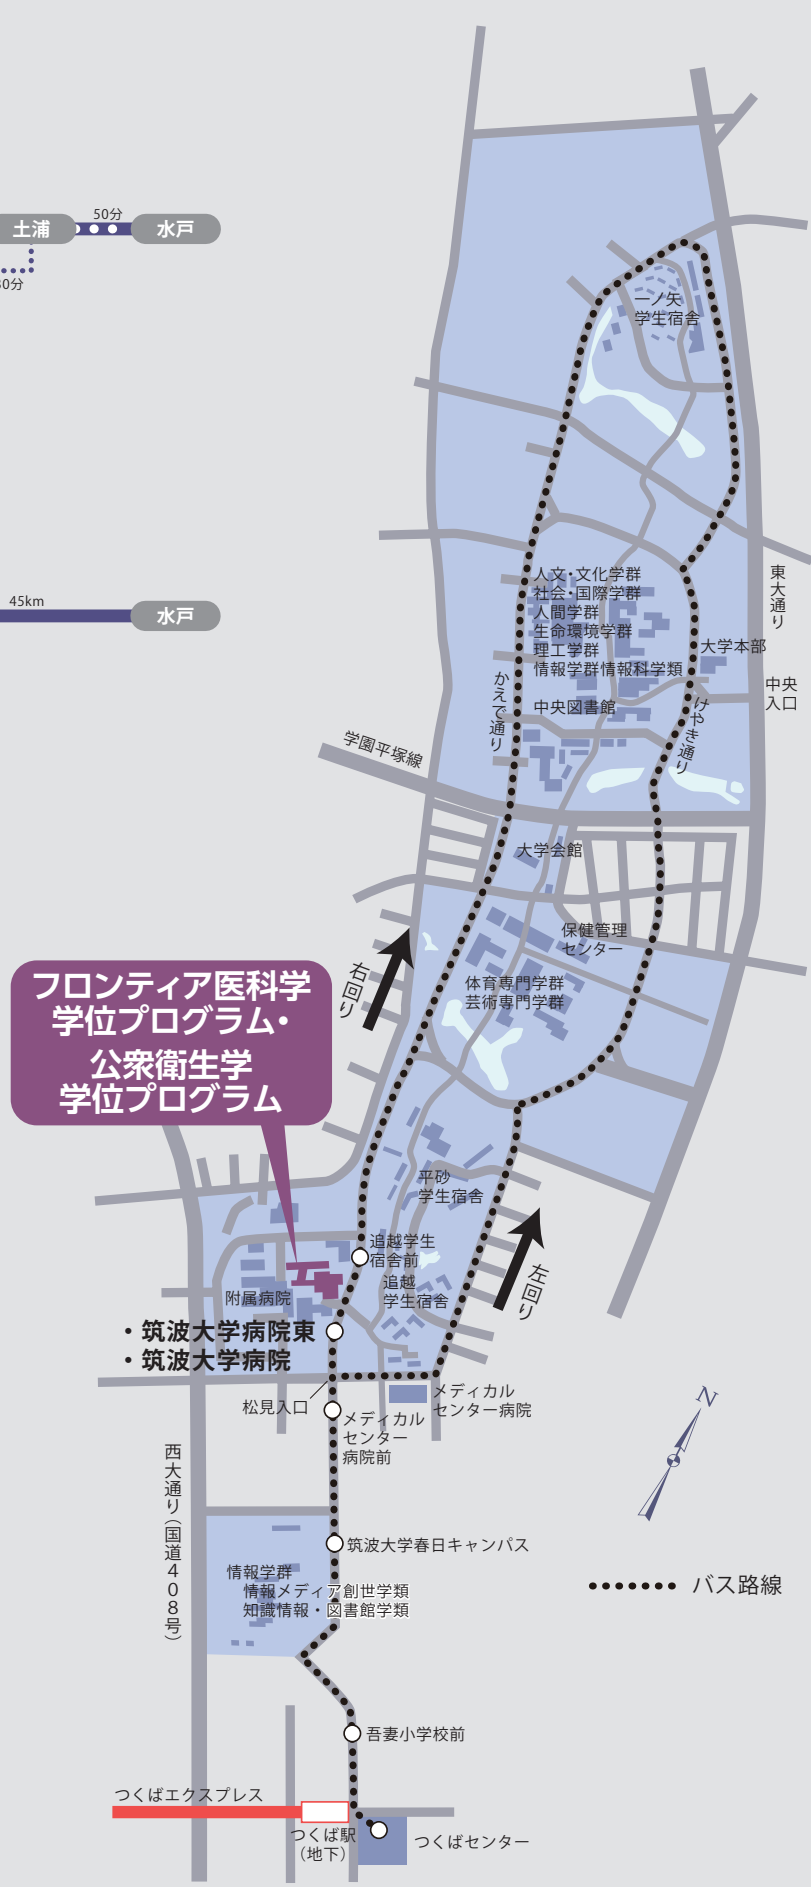 50分
土浦
水戸
45km
水戸
一ノ矢
学生宿舎
人文・文化学群
社会・国際学群
人間学群
生命環境学群
理工学群
情報学群情報科学類
中央図書館
東大通り
大学本部
中央
入口
かえで通り
けやき通り
学園平塚線
大学会館
保健管理
センター
体育専門学群
芸術専門学群
右回り
フロンティア医科学
学位プログラム・
公衆衛生学
学位プログラム
平砂
学生宿舎
追越学生
宿舎前
追越
学生宿舎
左回り
附属病院
・筑波大学病院東
・筑波大学病院
松見入口
メディカル
センター病院
メディカル
センター
病院前
N
西大通り（国道408号）
筑波大学春日キャンパス
情報学群
情報メディア創世学類
知識情報・図書館学類
バス路線
吾妻小学校前
つくばエクスプレス
つくば駅
（地下）
つくばセンター